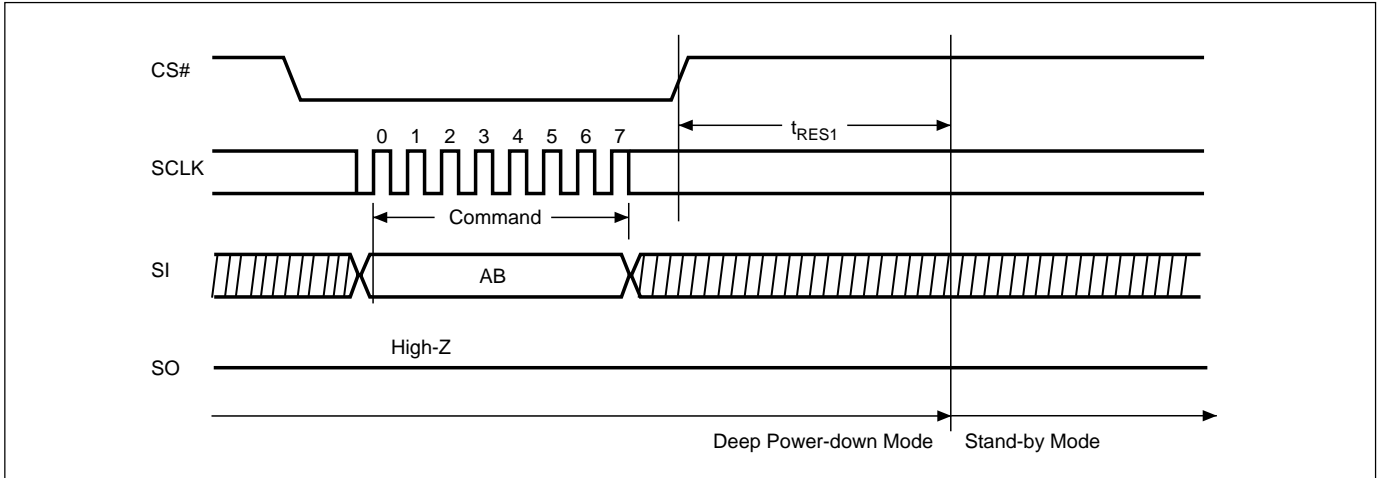 CS#
tRES1
0 1 2 3 4 5 6 7
SCLK
Command
SI
AB
High-Z
SO
Deep Power-down Mode Stand-by Mode